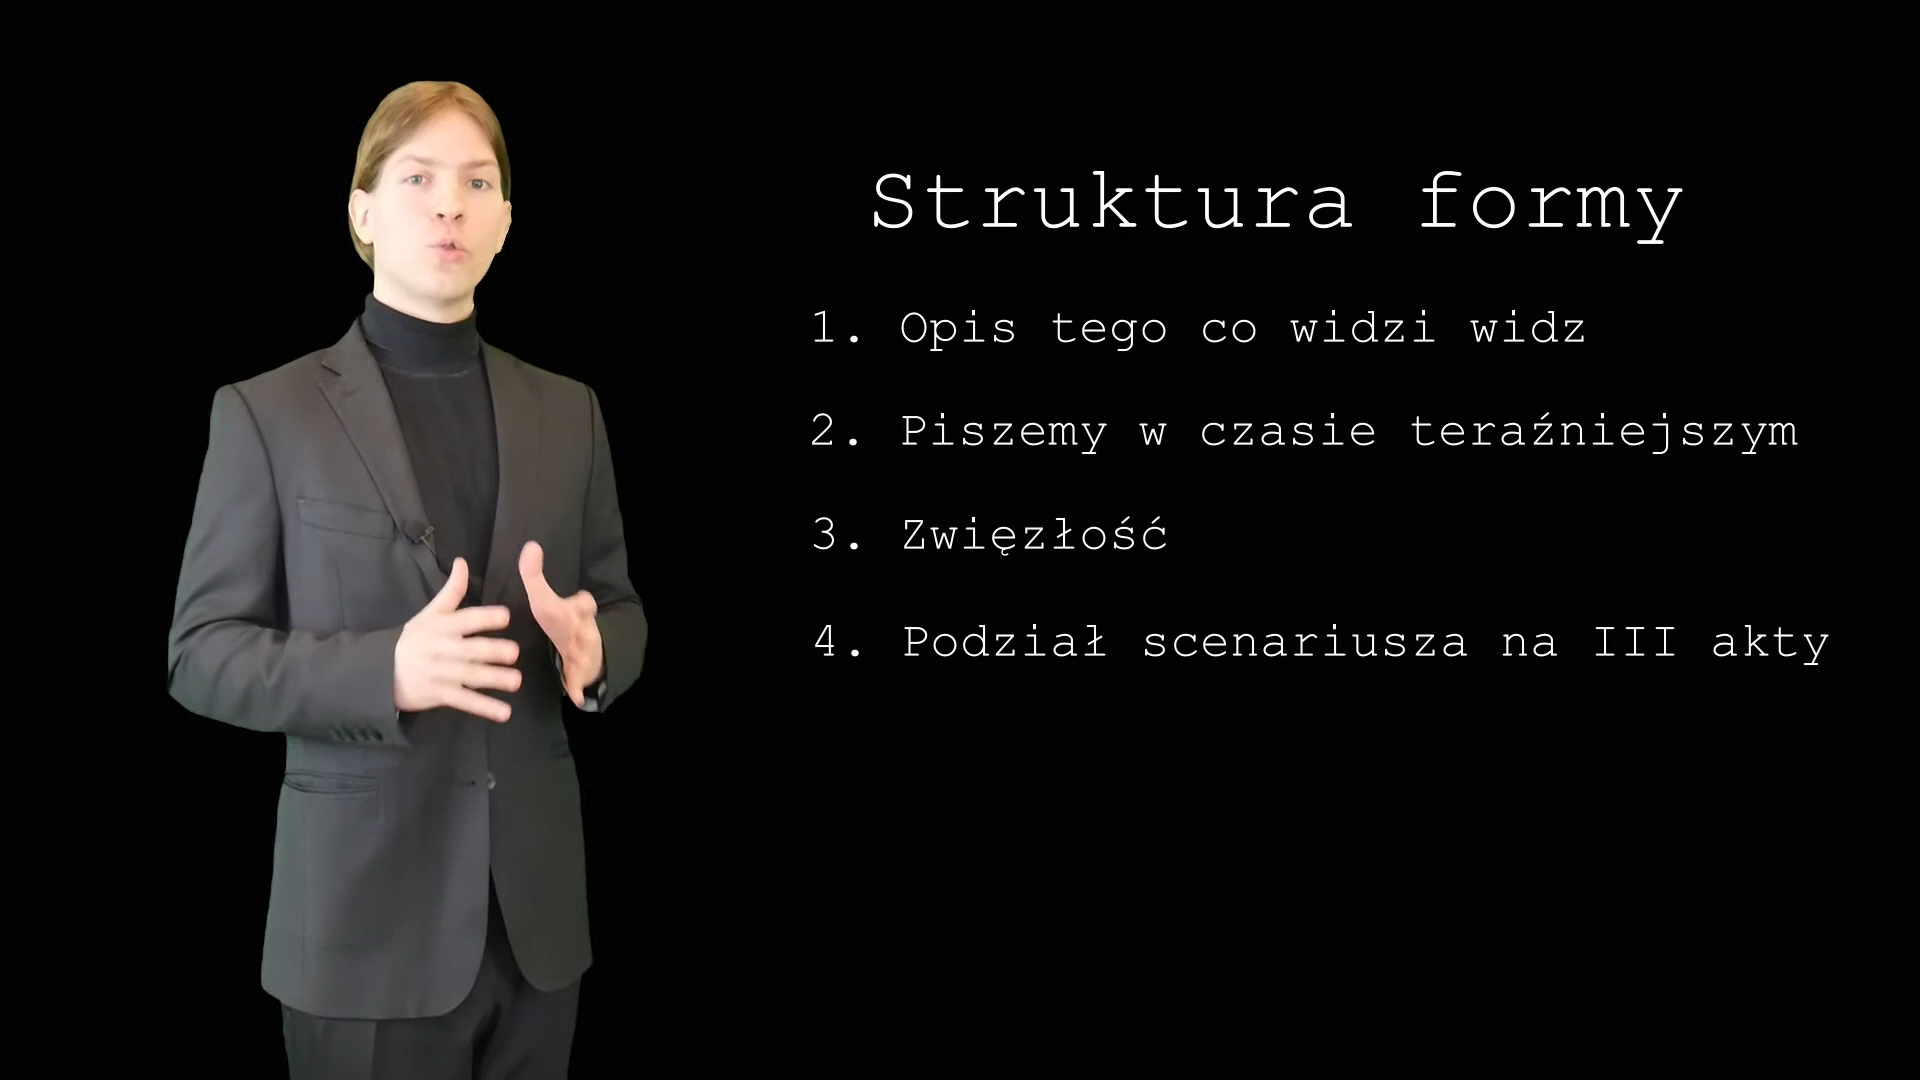 Struktura formy
1. Opis tego co widzi widz
2. Piszemy w czasie teraźniejszym
3. Zwięzłość
4. Podział scenariusza na III akty